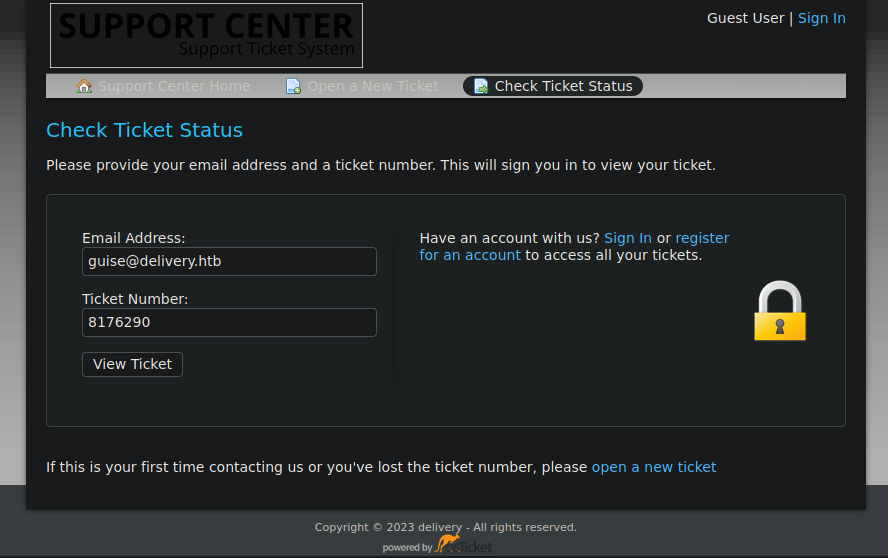 SUPPORT CENTER
Support Ticket System
Guest User | Sign In
Support Center Home
Open a New Ticket
Check Ticket Status
Check Ticket Status
Please provide your email address and a ticket number. This will sign you in to view your ticket.
Email Address:
guise@delivery.htb
Ticket Number:
8176290
View Ticket
Have an account with us? Sign In or register
for an account to access all your tickets.
If this is your first time contacting us or you've lost the ticket number, please open a new ticket
Copyright © 2023 delivery - All rights reserved.
powered by